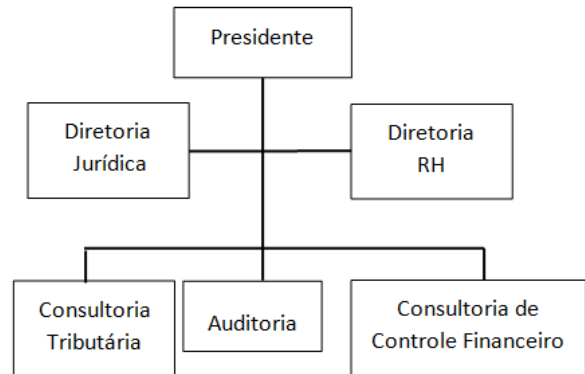 Presidente
Diretoria
Jurídica
Diretoria
RH
Consultoria
Tributária
Auditoria
Consultoria de
Controle Financeiro